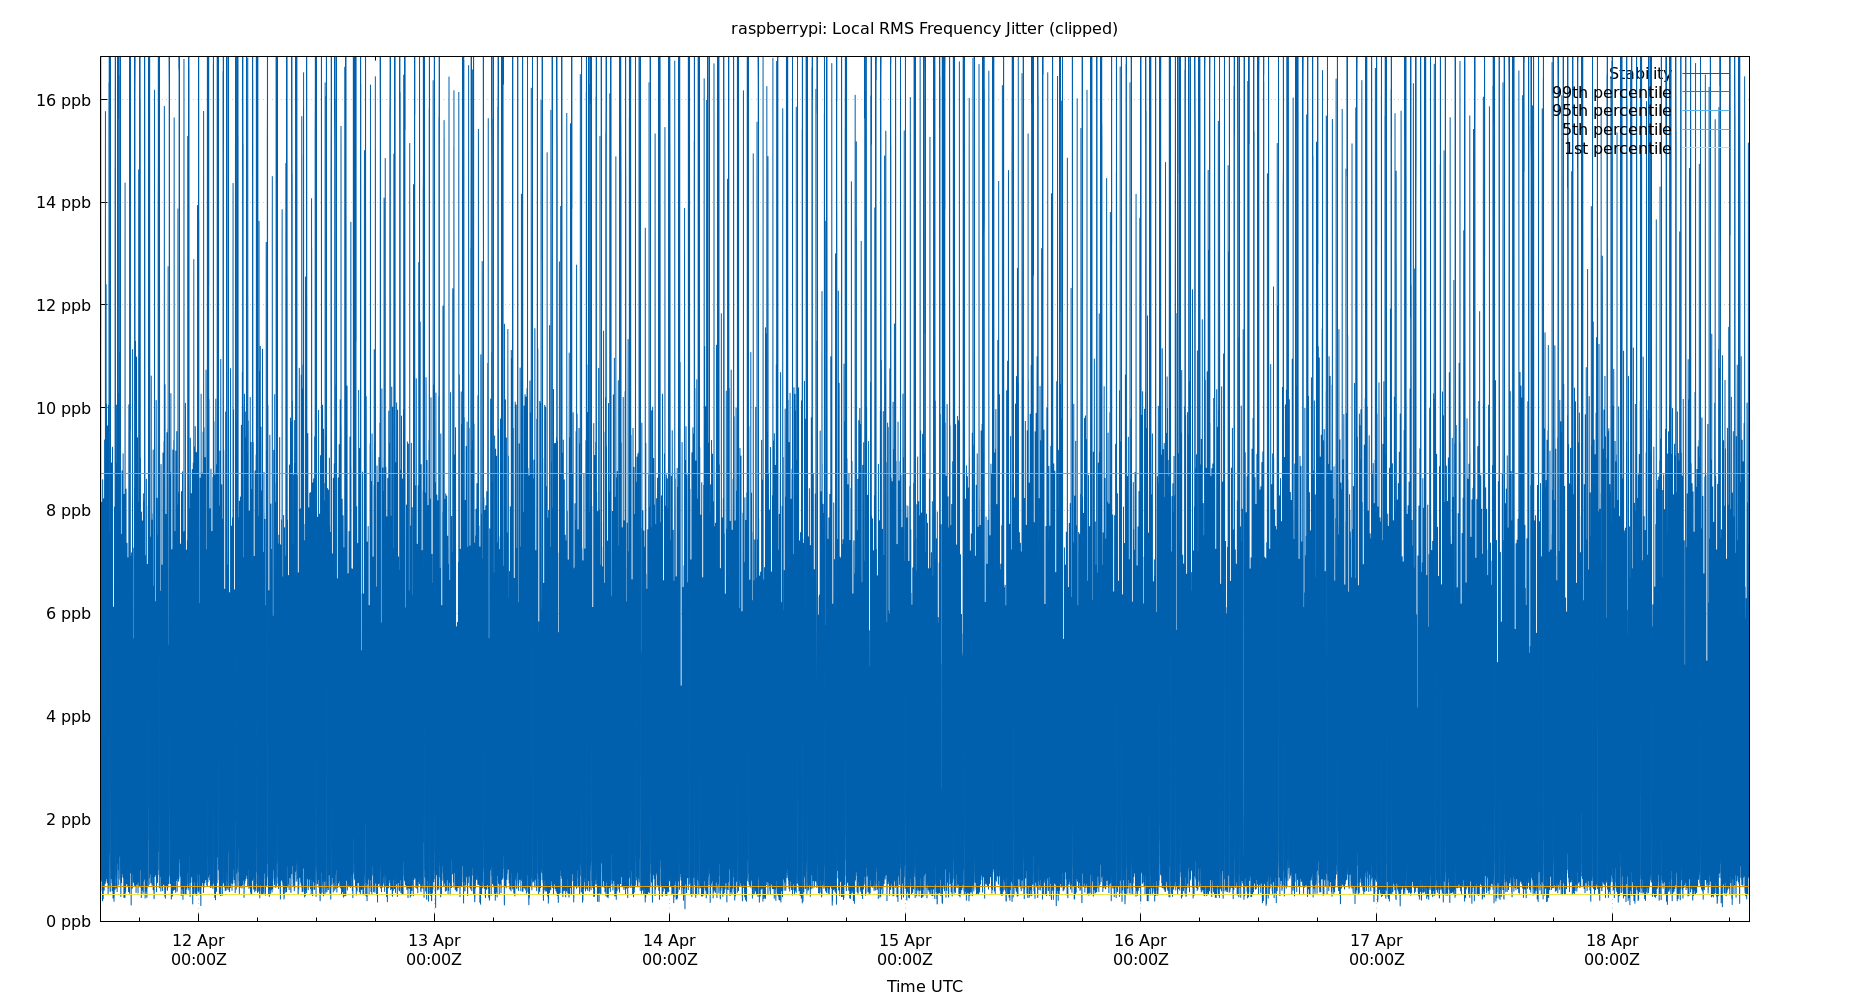 raspberrypi: Local RMS Frequency Jitter (clipped)
Stability
99th percentile
95th percentile
5th percentile
1st percentile
16 ppb
14 ppb
12 ppb
10 ppb
8 ppb
6 ppb
4 ppb
2 ppb
0 ppb
12 Apr 13 Apr 14 Apr 15 Apr 16 Apr 17 Apr 18 Apr
00:00Z 00:00Z 00:00Z 00:00Z 00:00Z 00:00Z 00:00Z
Time UTC